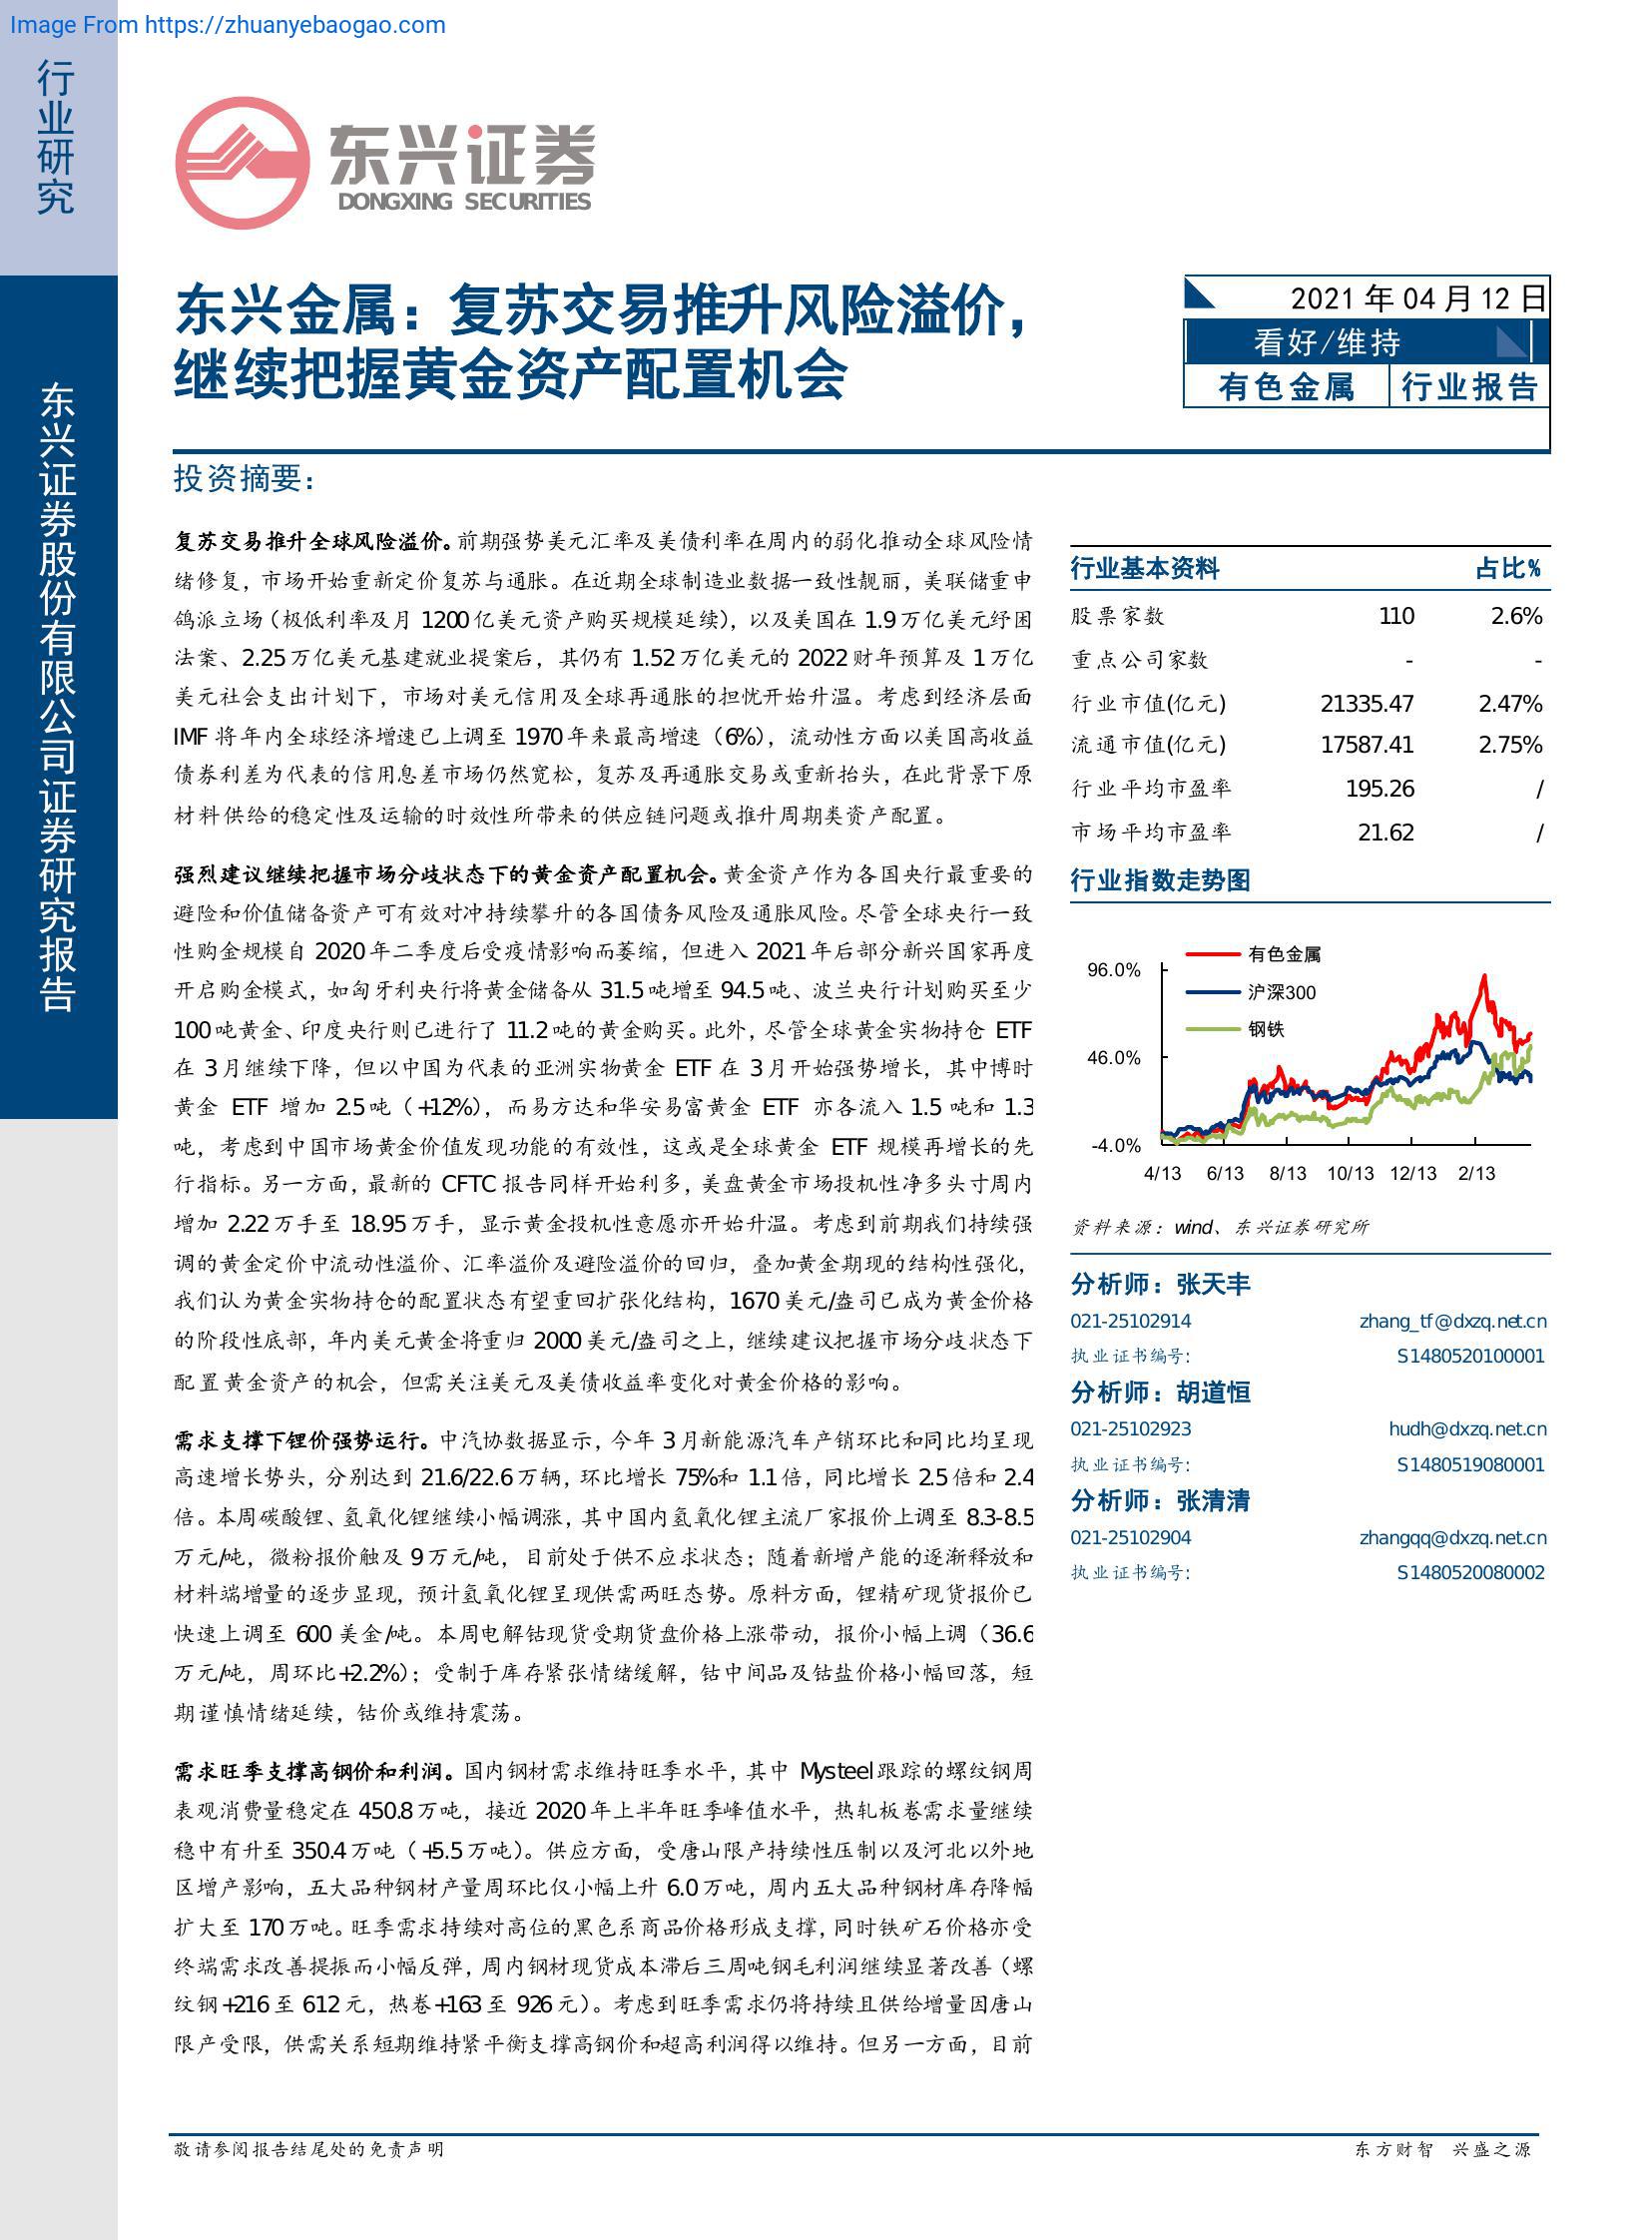 Image From https://zhuanyebaogao.com
行业研究
东兴证券股份有限公司证券研究报告
东兴证券
DONGXING SECURITIES
东兴金属：复苏交易推升风险溢价，
继续把握黄金资产配置机会
2021 年 04 月 12 日
看好/维持
有色金属 行业报告
投资摘要：
复苏交易推升全球风险溢价。前期强势美元汇率及美债利率在周内的弱化推动全球风险情
绪修复，市场开始重新定价复苏与通胀。在近期全球制造业数据一致性靓丽，美联储重申
鸽派立场（极低利率及月 1200 亿美元资产购买规模延续），以及美国在 1.9 万亿美元纾困
法案、2.25 万亿美元基建就业提案后，其仍有 1.52 万亿美元的 2022 财年预算及 1 万亿
美元社会支出计划下，市场对美元信用及全球再通胀的担忧开始升温。考虑到经济层面
IMF 将年内全球经济增速已上调至 1970 年来最高增速（6%），流动性方面以美国高收益
债券利差为代表的信用息差市场仍然宽松，复苏及再通胀交易或重新抬头，在此背景下原
材料供给的稳定性及运输的时效性所带来的供应链问题或推升周期类资产配置。
强烈建议继续把握市场分歧状态下的黄金资产配置机会。黄金资产作为各国央行最重要的
避险和价值储备资产可有效对冲持续攀升的各国债务风险及通胀风险。尽管全球央行一致
性购金规模自 2020 年二季度后受疫情影响而萎缩，但进入 2021 年后部分新兴国家再度
开启购金模式，如匈牙利央行将黄金储备从 31.5 吨增至 94.5 吨、波兰央行计划购买至少
100 吨黄金、印度央行则已进行了 11.2 吨的黄金购买。此外，尽管全球黄金实物持仓 ETF
在 3 月继续下降，但以中国为代表的亚洲实物黄金 ETF 在 3 月开始强势增长，其中博时
黄金 ETF 增加 2.5 吨（+12%），而易方达和华安易富黄金 ETF 亦各流入 1.5 吨和 1.3
吨，考虑到中国市场黄金价值发现功能的有效性，这或是全球黄金 ETF 规模再增长的先
行指标。另一方面，最新的 CFTC 报告同样开始利多，美盘黄金市场投机性净多头寸周内
增加 2.22 万手至 18.95 万手，显示黄金投机性意愿亦开始升温。考虑到前期我们持续强
调的黄金定价中流动性溢价、汇率溢价及避险溢价的回归，叠加黄金期现的结构性强化，
我们认为黄金实物持仓的配置状态有望重回扩张化结构，1670 美元/盎司已成为黄金价格
的阶段性底部，年内美元黄金将重归 2000 美元/盎司之上，继续建议把握市场分歧状态下
配置黄金资产的机会，但需关注美元及美债收益率变化对黄金价格的影响。
需求支撑下锂价强势运行。中汽协数据显示，今年 3 月新能源汽车产销环比和同比均呈现
高速增长势头，分别达到 21.6/22.6 万辆，环比增长 75%和 1.1 倍，同比增长 2.5 倍和 2.4
倍。本周碳酸锂、氢氧化锂继续小幅调涨，其中国内氢氧化锂主流厂家报价上调至 8.3-8.5
万元/吨，微粉报价触及 9 万元/吨，目前处于供不应求状态；随着新增产能的逐渐释放和
材料端增量的逐步显现，预计氢氧化锂呈现供需两旺态势。原料方面，锂精矿现货报价已
快速上调至 600 美金/吨。本周电解钴现货受期货盘价格上涨带动，报价小幅上调（36.6
万元/吨，周环比+2.2%）；受制于库存紧张情绪缓解，钴中间品及钴盐价格小幅回落，短
期谨慎情绪延续，钴价或维持震荡。
需求旺季支撑高钢价和利润。国内钢材需求维持旺季水平，其中 Mysteel 跟踪的螺纹钢周
表观消费量稳定在 450.8 万吨，接近 2020 年上半年旺季峰值水平，热轧板卷需求量继续
稳中有升至 350.4 万吨（+5.5 万吨）。供应方面，受唐山限产持续性压制以及河北以外地
区增产影响，五大品种钢材产量周环比仅小幅上升 6.0 万吨，周内五大品种钢材库存降幅
扩大至 170 万吨。旺季需求持续对高位的黑色系商品价格形成支撑，同时铁矿石价格亦受
终端需求改善提振而小幅反弹，周内钢材现货成本滞后三周吨钢毛利润继续显著改善（螺
纹钢+216 至 612 元，热卷+163 至 926 元）。考虑到旺季需求仍将持续且供给增量因唐山
限产受限，供需关系短期维持紧平衡支撑高钢价和超高利润得以维持。但另一方面，目前
行业基本资料 占比%
股票家数 110 2.6%
重点公司家数 - -
行业市值(亿元) 21335.47 2.47%
流通市值(亿元) 17587.41 2.75%
行业平均市盈率 195.26 /
市场平均市盈率 21.62 /
行业指数走势图
有色金属
沪深300
钢铁
96.0%
46.0%
-4.0%
4/13 6/13 8/13 10/13 12/13 2/13
资料来源：wind、东兴证券研究所
分析师：张天丰
021-25102914 zhang_tf@dxzq.net.cn
执业证书编号: S1480520100001
分析师：胡道恒
021-25102923 hudh@dxzq.net.cn
执业证书编号: S1480519080001
分析师：张清清
021-25102904 zhangqq@dxzq.net.cn
执业证书编号: S1480520080002
敬请参阅报告结尾处的免责声明 东方财智 兴盛之源